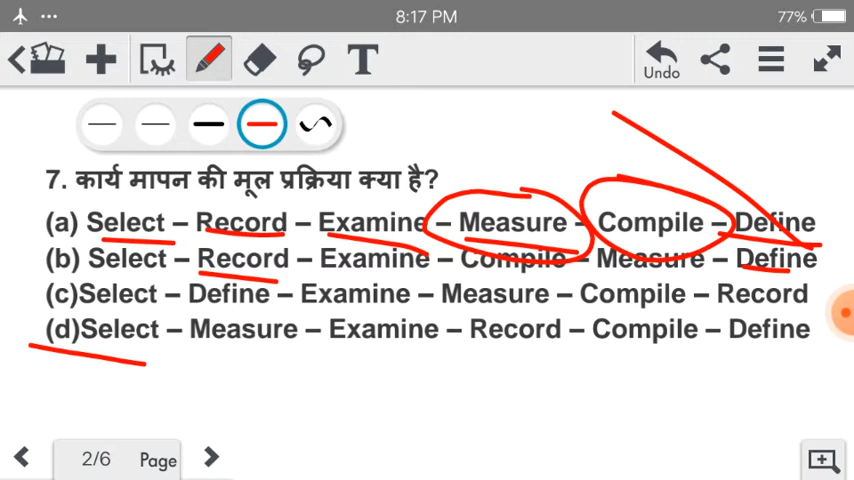 8:17 PM
77%
T
Undo
7. कार्य मापन की मूल प्रक्रिया क्या है?
(a) Select – Record – Examine – Measure – Compile – Define
(b) Select – Record – Examine – Compile – Measure – Define
(c)Select – Define – Examine – Measure – Compile – Record
(d)Select – Measure – Examine – Record – Compile – Define
2/6 Page